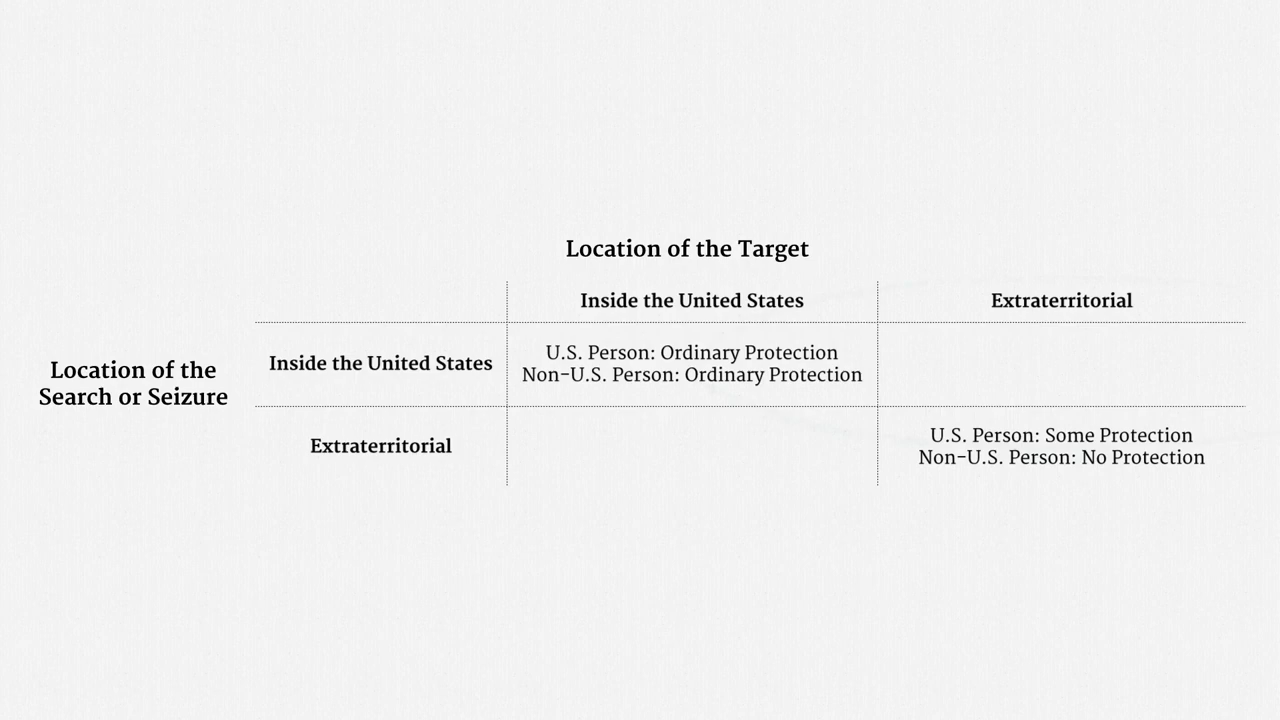 Location of the Target
Inside the United States
Extraterritorial
Location of the
Search or Seizure
Inside the United States
U.S. Person: Ordinary Protection
Non-U.S. Person: Ordinary Protection
Extraterritorial
U.S. Person: Some Protection
Non-U.S. Person: No Protection